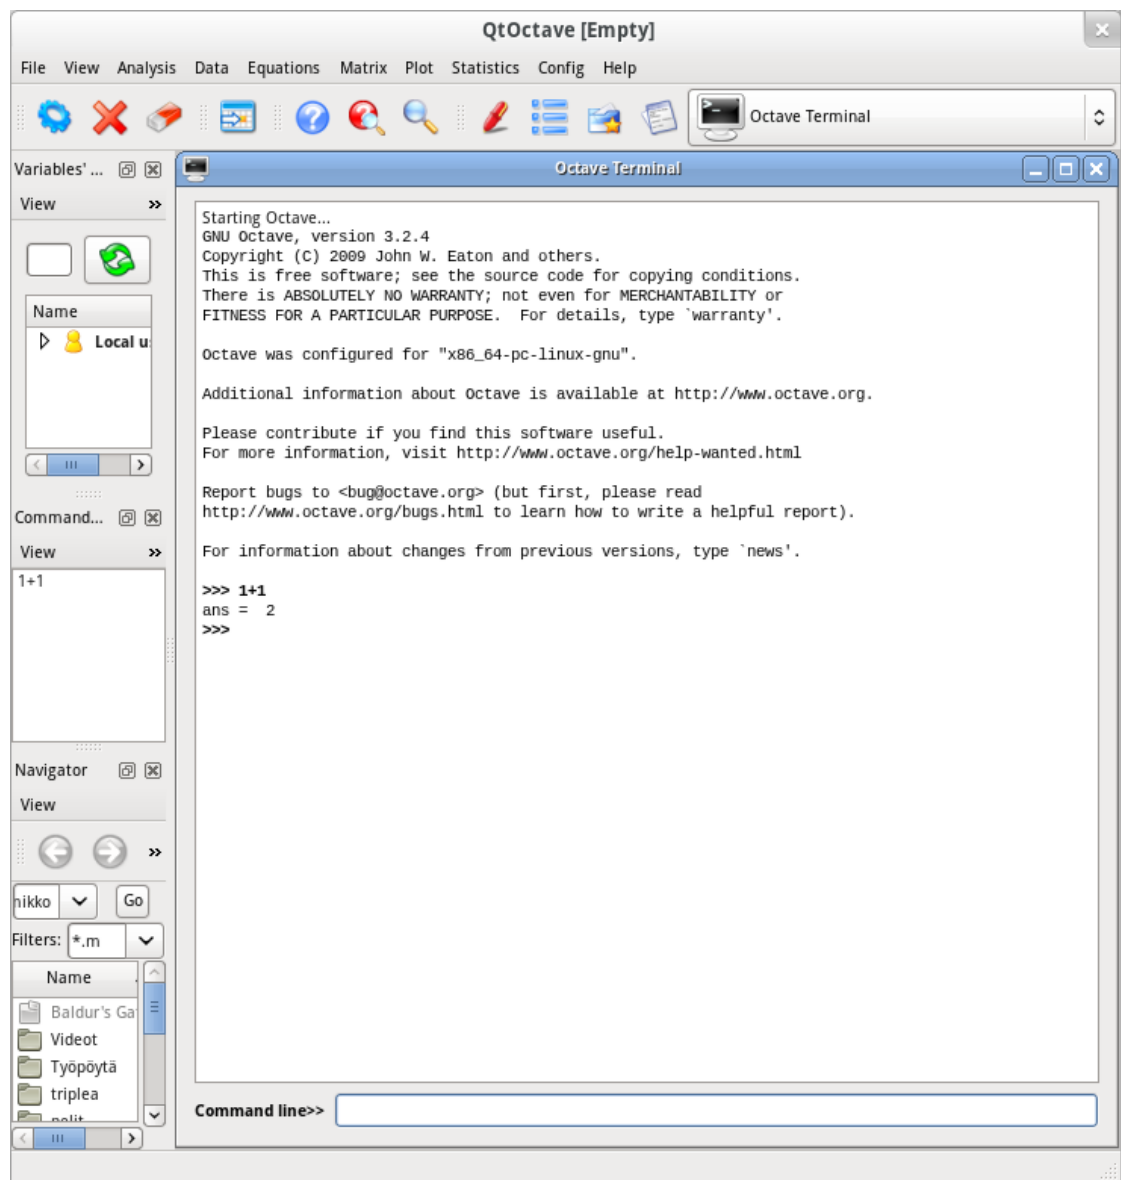 QtOctave [Empty]
File View Analysis Data Equations Matrix Plot Statistics Config Help
Octave Terminal
Variables' ...
View »
Name
Local u
Command...
View »
1+1
Navigator
View
»
nikko Go
Filters: *.m
Name
Baldur's Ga
Videot
Työpöytä
triplea
Octave Terminal
Starting Octave...
GNU Octave, version 3.2.4
Copyright (C) 2009 John W. Eaton and others.
This is free software; see the source code for copying conditions.
There is ABSOLUTELY NO WARRANTY; not even for MERCHANTABILITY or
FITNESS FOR A PARTICULAR PURPOSE.  For details, type `warranty'.
Octave was configured for "x86_64-pc-linux-gnu".
Additional information about Octave is available at http://www.octave.org.
Please contribute if you find this software useful.
For more information, visit http://www.octave.org/help-wanted.html
Report bugs to <bug@octave.org> (but first, please read
http://www.octave.org/bugs.html to learn how to write a helpful report).
For information about changes from previous versions, type `news'.
>>> 1+1
ans =  2
>>>
Command line>>